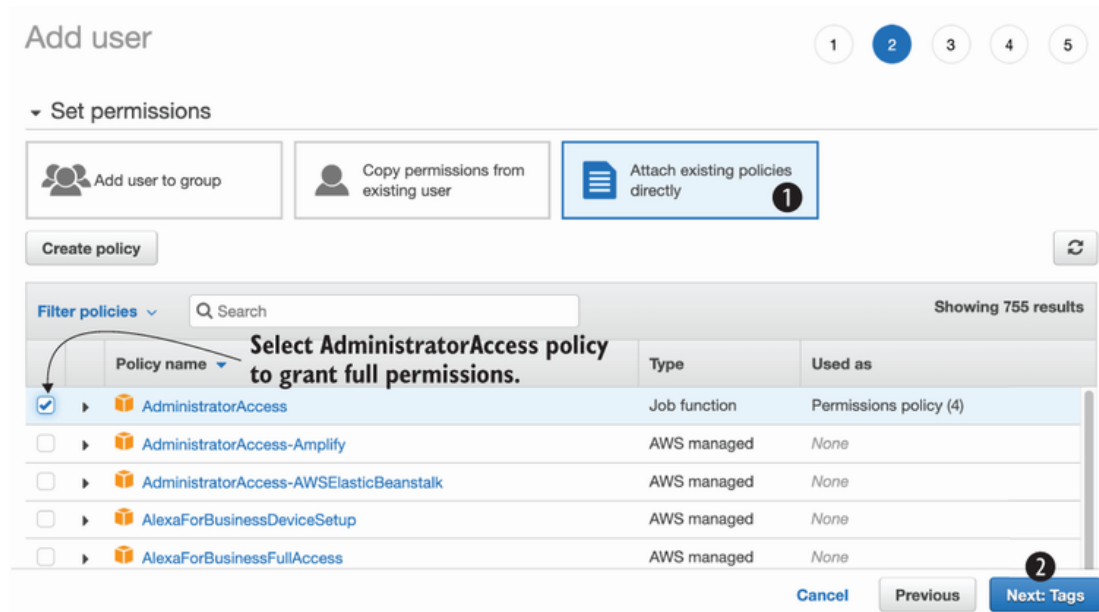 Add user
1 2 3 4 5
Set permissions
Add user to group
Copy permissions from
existing user
Attach existing policies
directly
1
Create policy
Filter policies
Search
Showing 755 results
Select AdministratorAccess policy
to grant full permissions.
Policy name Type Used as
AdministratorAccess Job function Permissions policy (4)
AdministratorAccess-Amplify AWS managed None
AdministratorAccess-AWSElasticBeanstalk AWS managed None
AlexaForBusinessDeviceSetup AWS managed None
AlexaForBusinessFullAccess AWS managed None
2
Cancel Previous Next: Tags